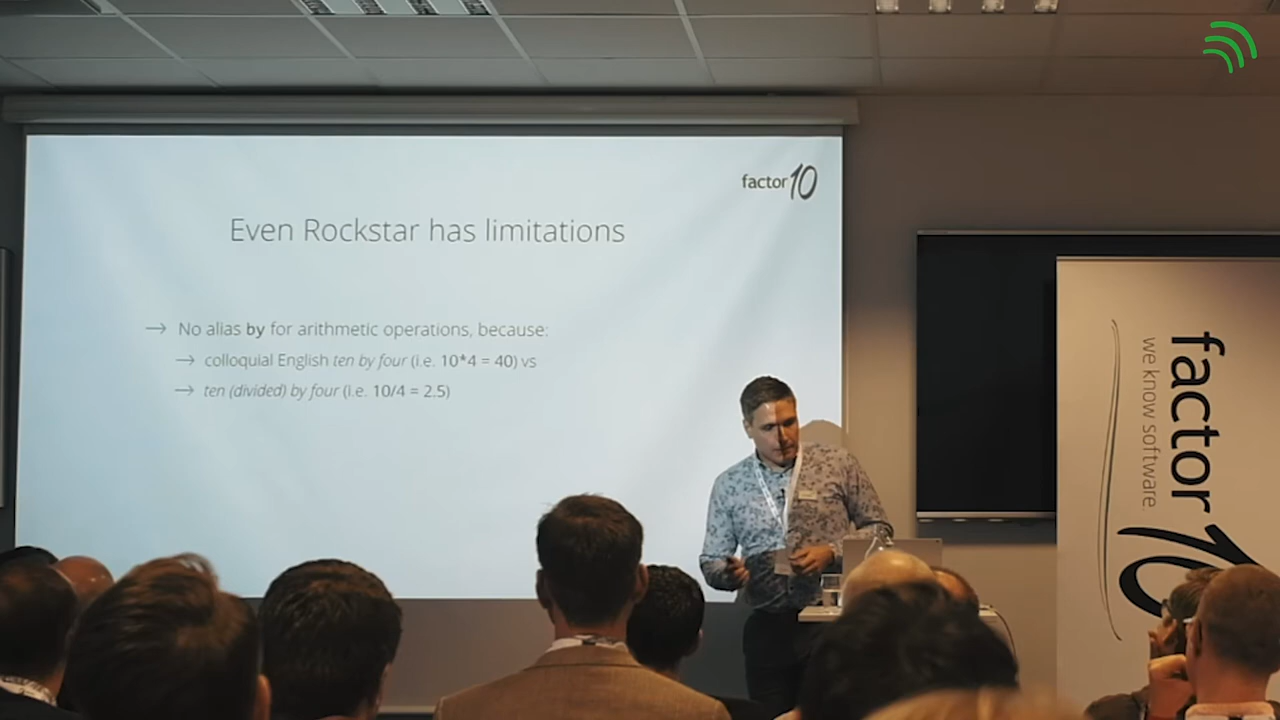 factor10
Even Rockstar has limitations
→ No alias by for arithmetic operations, because:
→ colloquial English ten by four (i.e. 10*4 = 40) vs
→ ten (divided) by four (i.e. 10/4 = 2.5)
factor10
we know software.